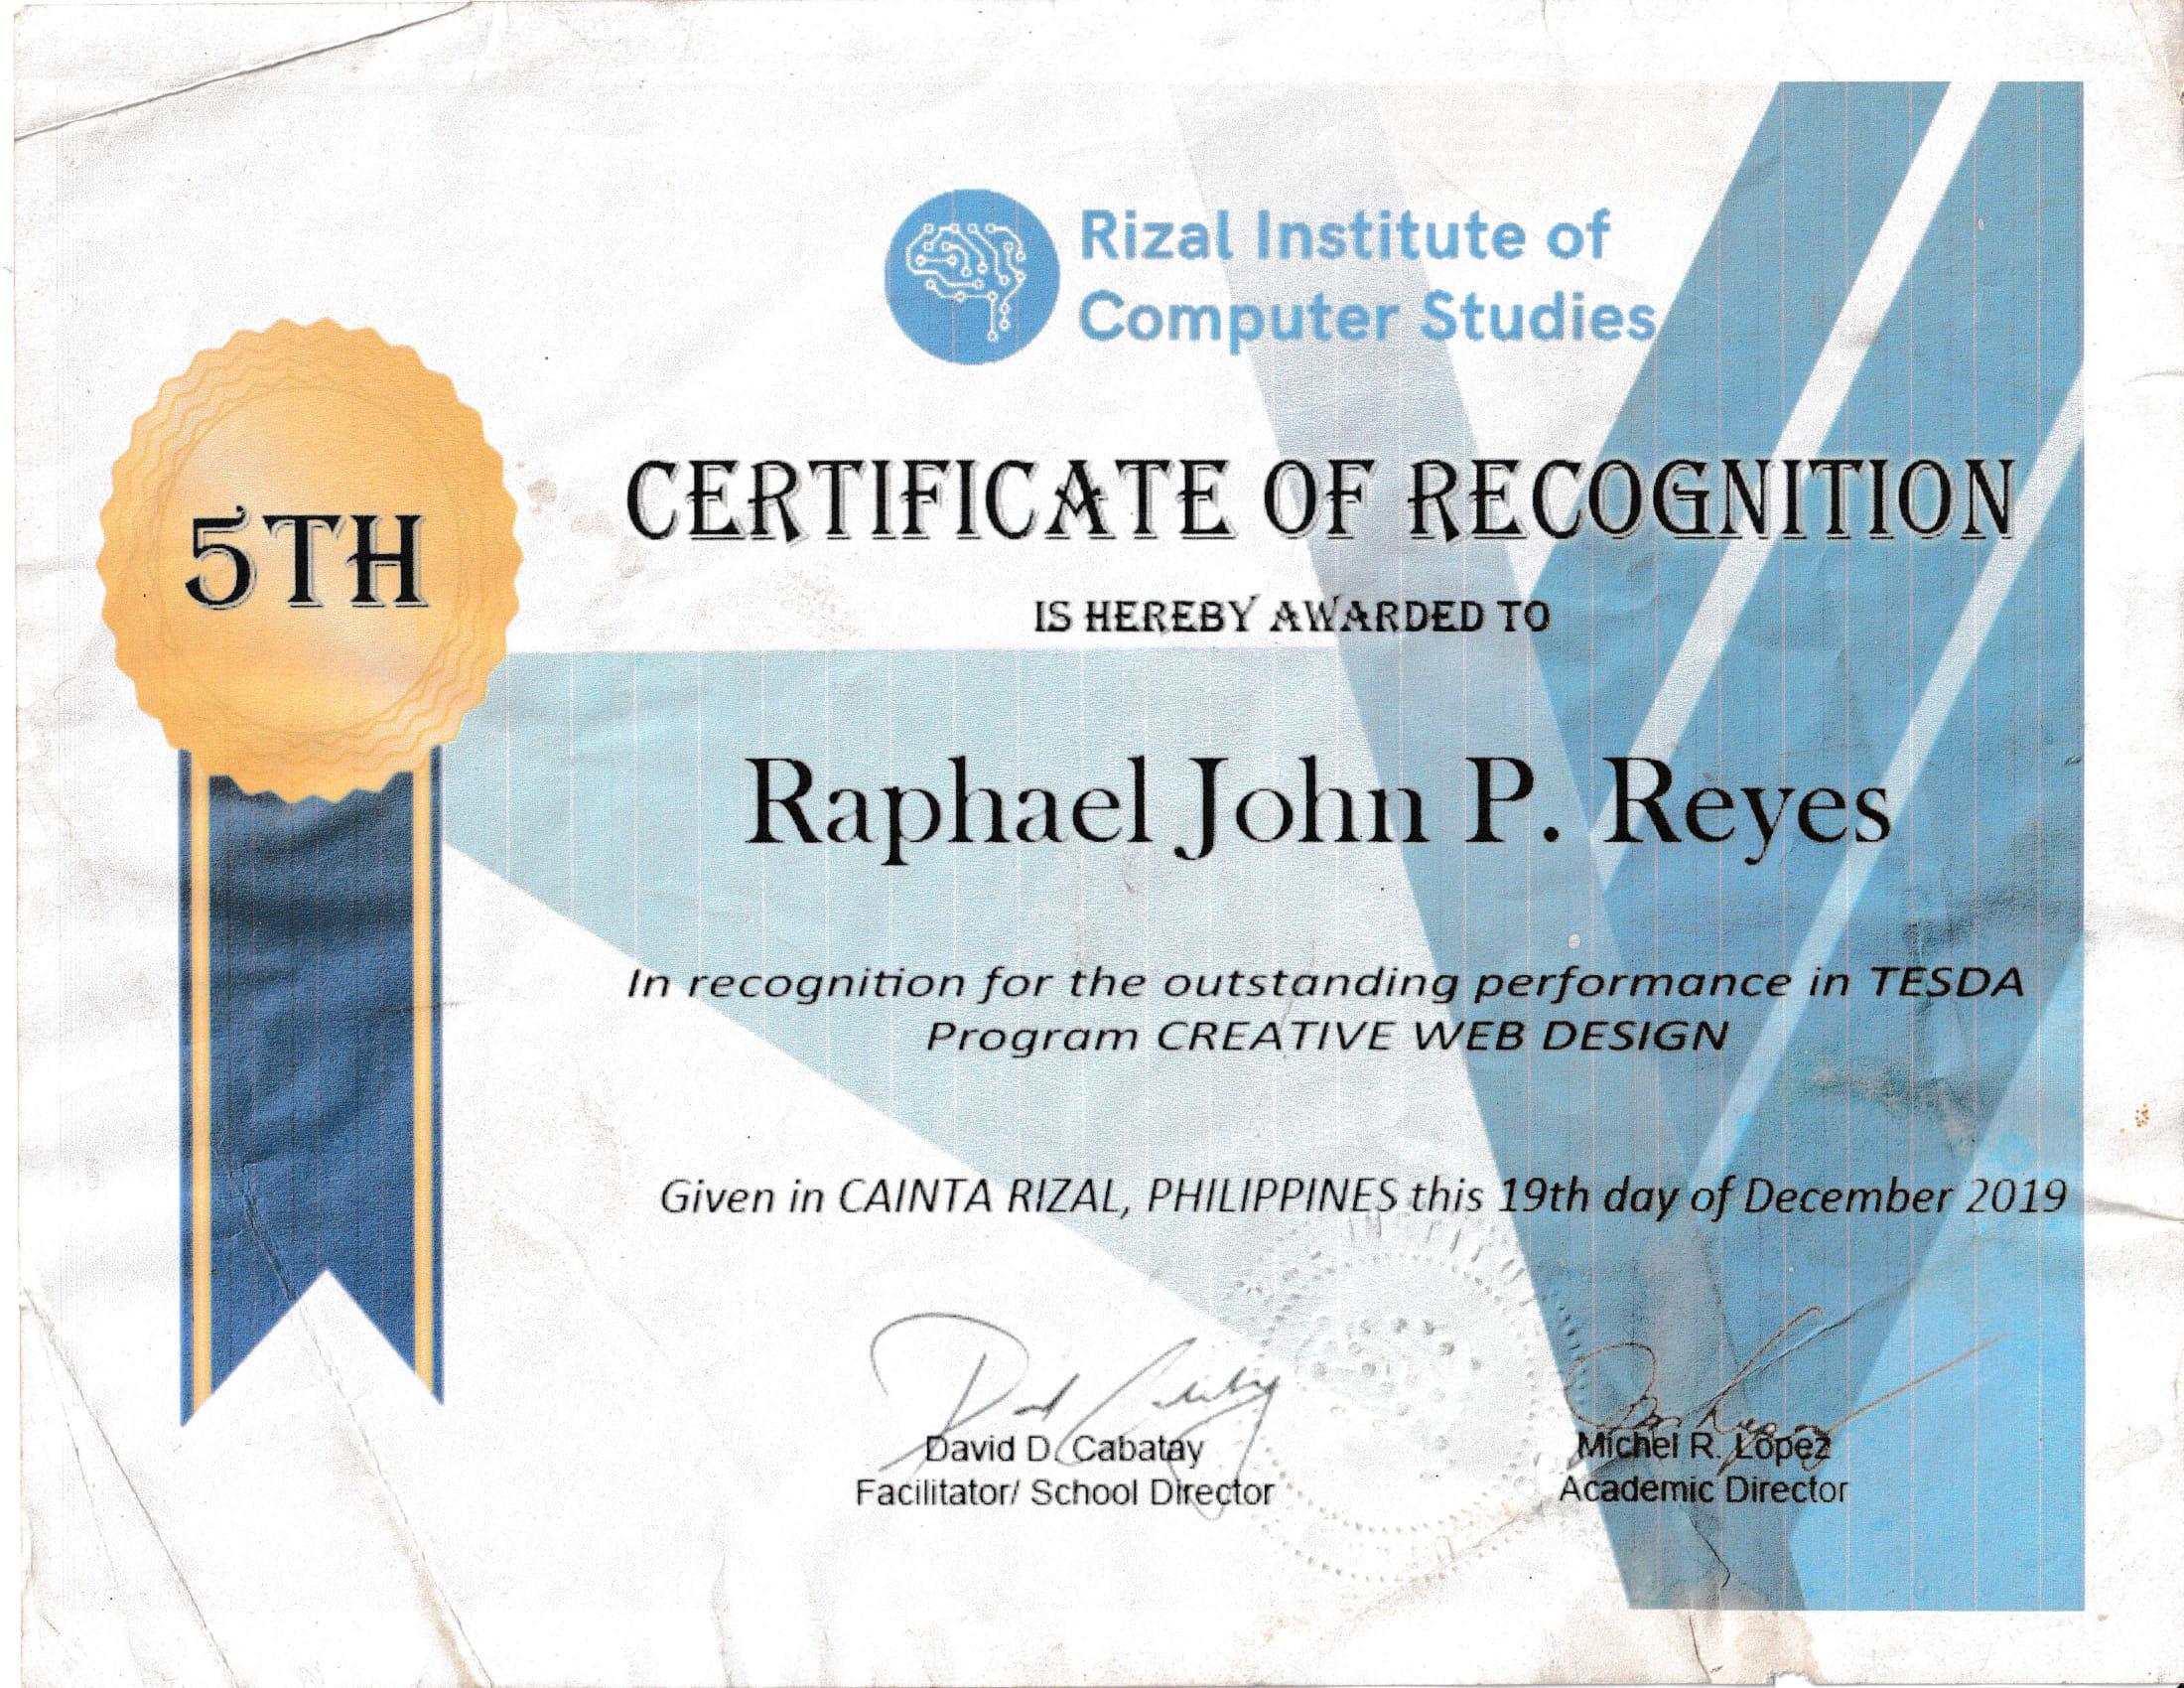 Rizal Institute of
Computer Studies
5TH
CERTIFICATE OF RECOGNITION
IS HEREBY AWARDED TO
Raphael John P. Reyes
In recognition for the outstanding performance in TESDA
Program CREATIVE WEB DESIGN
Given in CAINTA RIZAL, PHILIPPINES this 19th day of December 2019
David D. Cabatay
Facilitator/ School Director
Michel R. Lopez
Academic Director